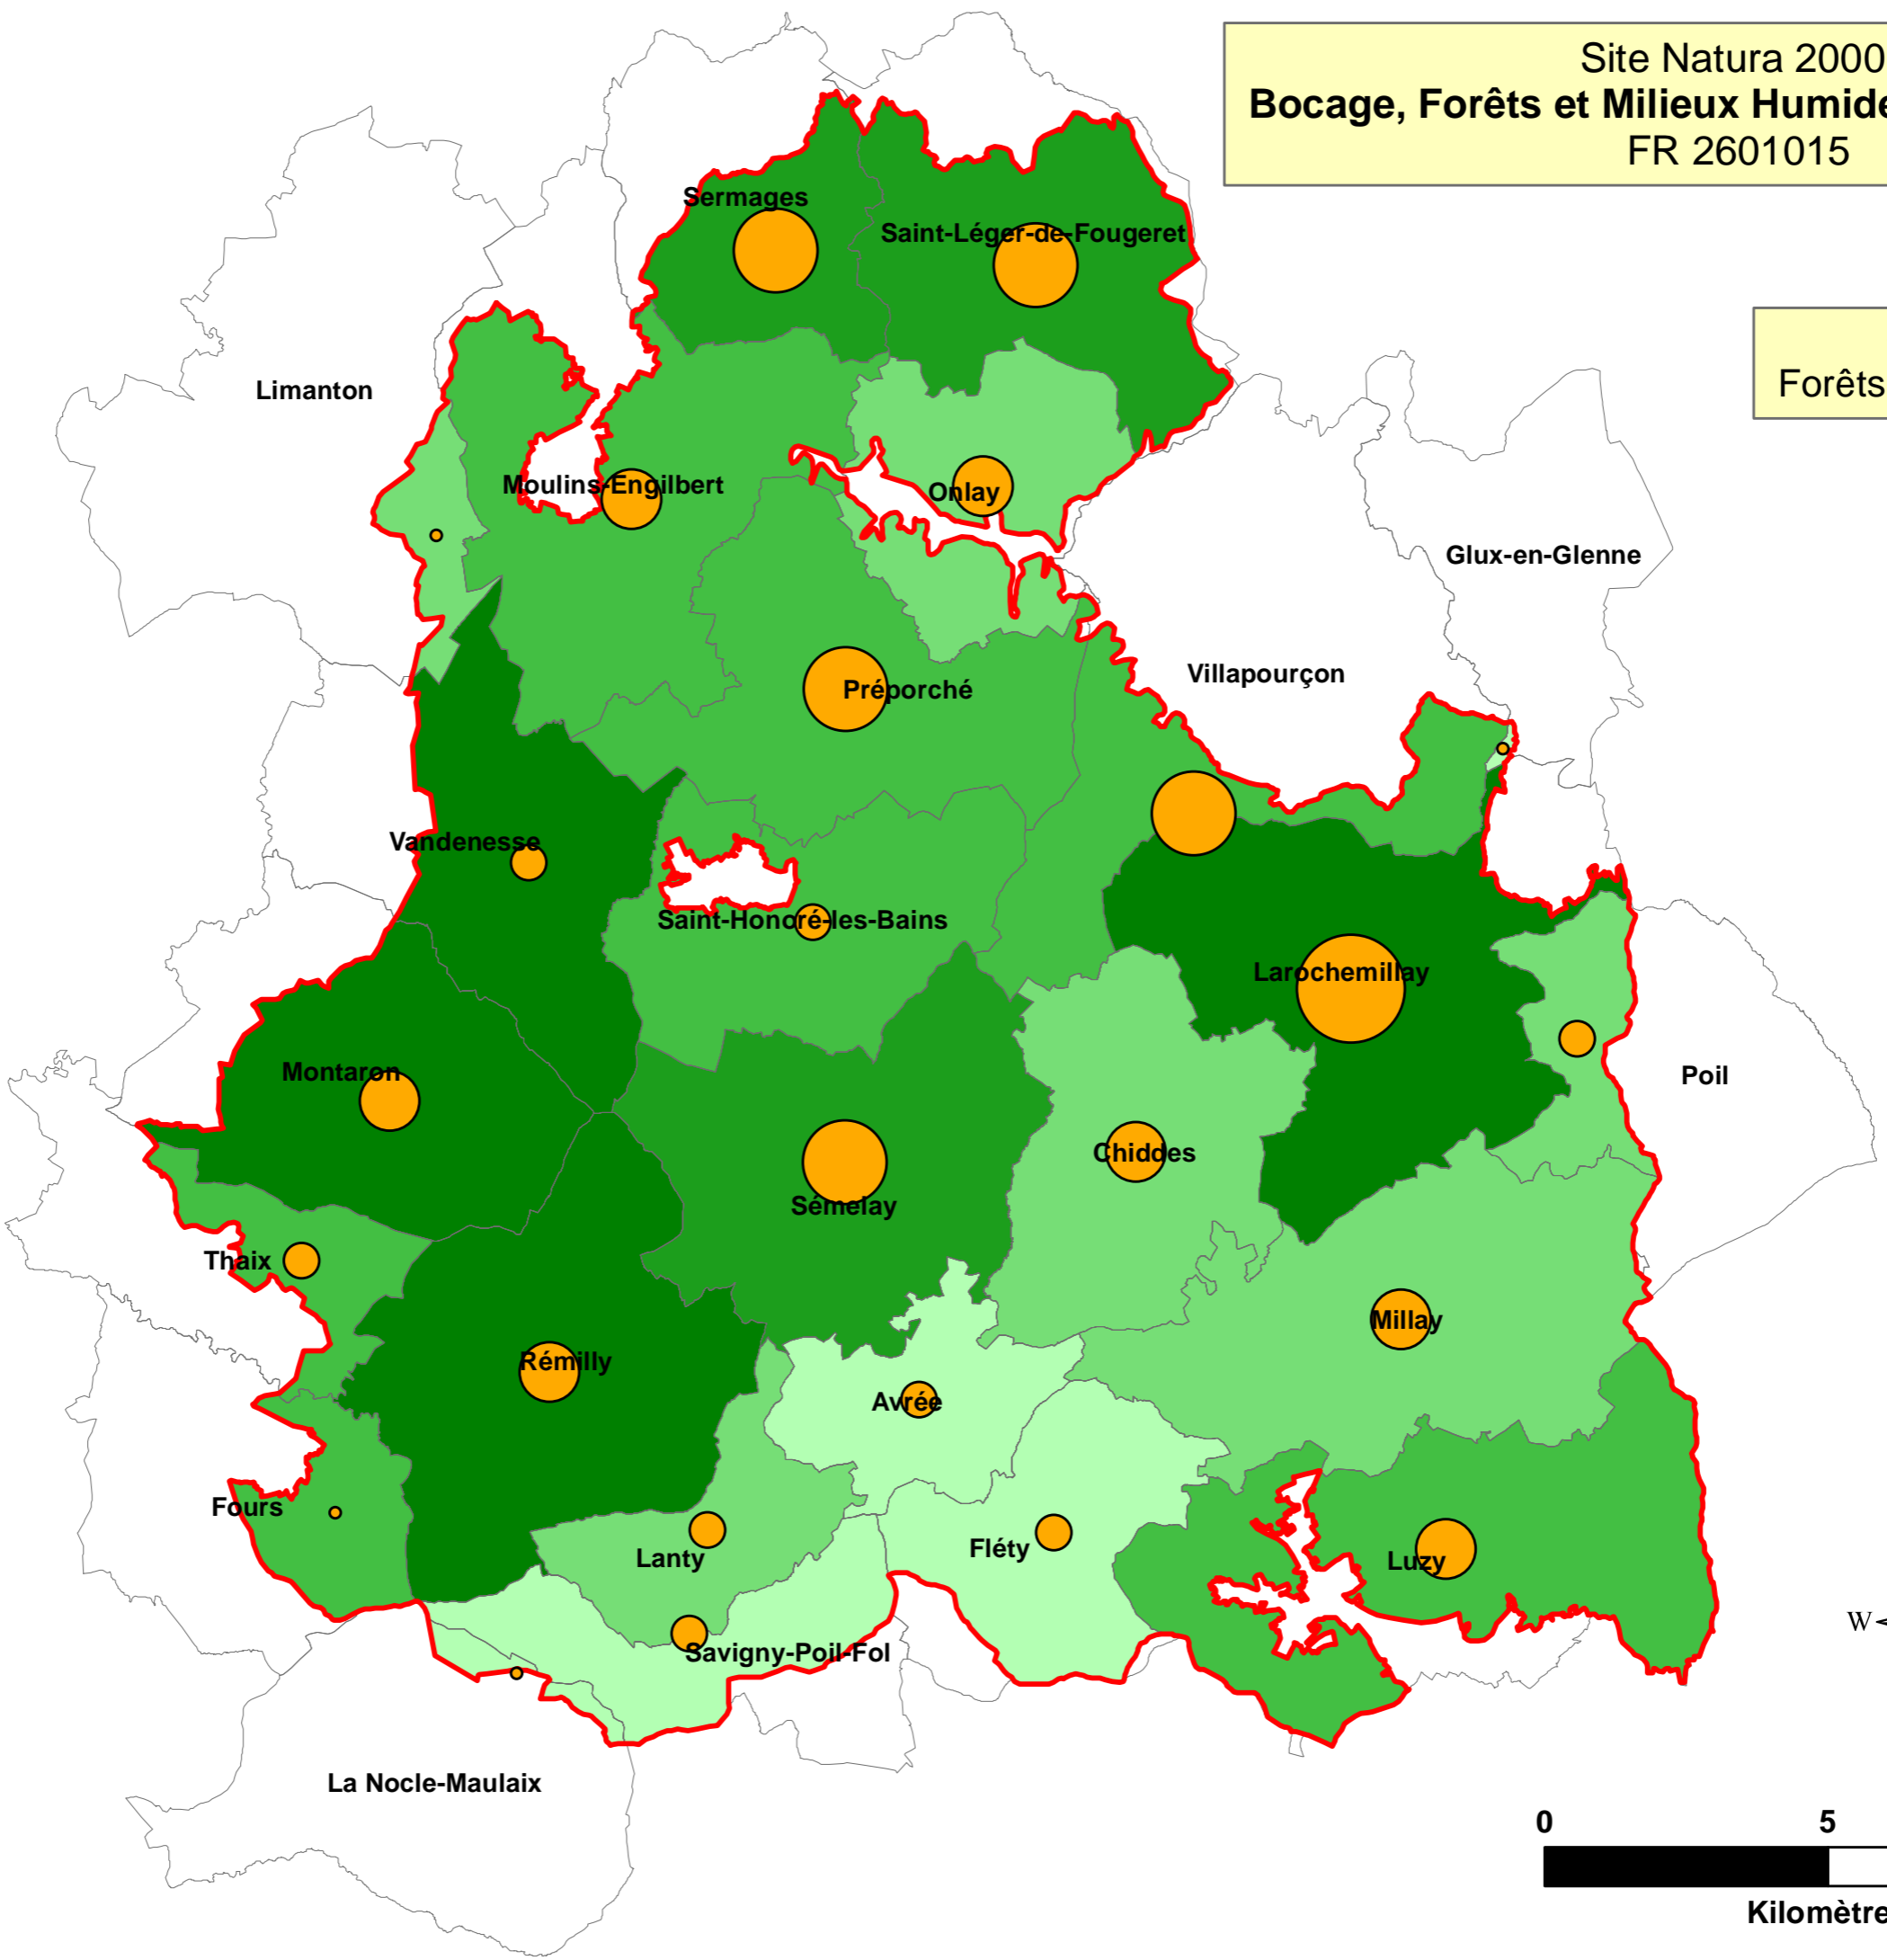 Site Natura 2000
Bocage, Forêts et Milieux Humide
FR 2601015
Forêts
Sermages
Saint-Léger-de-Fougeret
Limanton
Moulins-Engilbert
Onlay
Glux-en-Glenne
Villapourçon
Préporché
Vandenesse
Saint-Honoré-les-Bains
Larochemillay
Montaron
Poil
Chiddes
Sémelay
Thaix
Millay
Rémilly
Avrée
Fours
Lanty
Fléty
Luzy
W
Savigny-Poil-Fol
La Nocle-Maulaix
0 5
Kilomètre